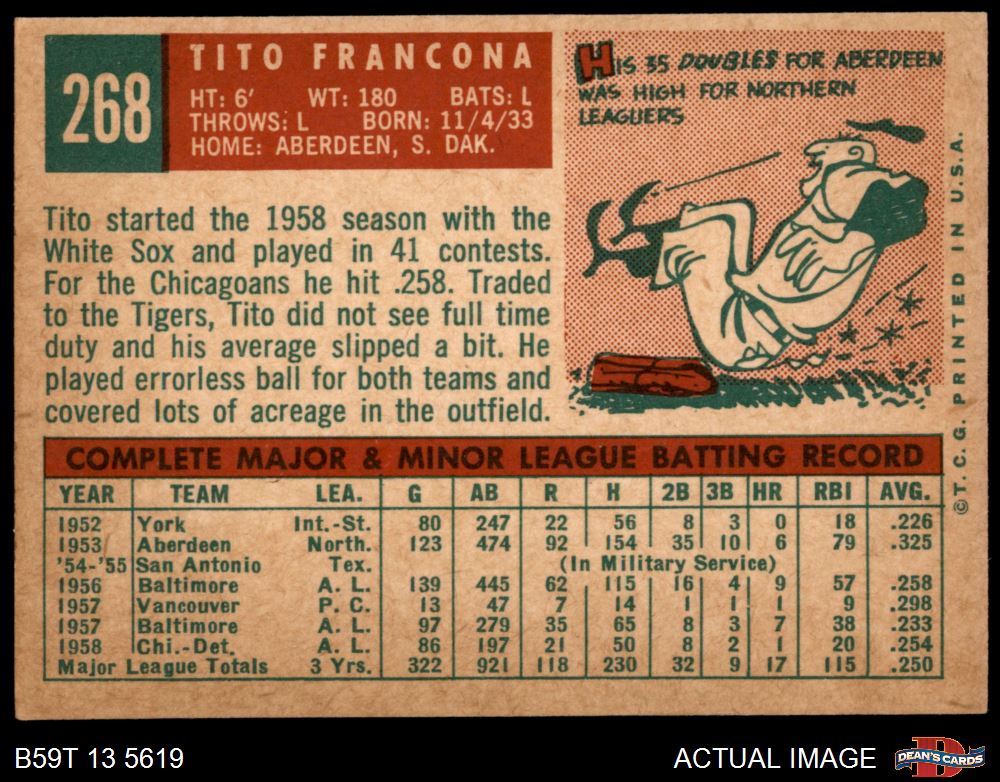 268
TITO FRANCONA
HT: 6' WT: 180 BATS: L
THROWS: L BORN: 11/4/33
HOME: ABERDEEN, S. DAK.
HIS 35 DOUBLES FOR ABERDEEN
WAS HIGH FOR NORTHERN
LEAGUERS
Tito started the 1958 season with the
White Sox and played in 41 contests.
For the Chicagoans he hit .258. Traded
to the Tigers, Tito did not see full time
duty and his average slipped a bit. He
played errorless ball for both teams and
covered lots of acreage in the outfield.
©T.C.G. PRINTED IN U.S.A.
COMPLETE MAJOR & MINOR LEAGUE BATTING RECORD
YEAR TEAM LEA. G AB R H 2B 3B HR RBI AVG.
1952 York Int.-St. 80 247 22 56 8 3 0 18 .226
1953 Aberdeen North. 123 474 92 154 35 10 6 79 .325
'54-'55 San Antonio Tex. (In Military Service)
1956 Baltimore A. L. 139 445 62 115 16 4 9 57 .258
1957 Vancouver P. C. 13 47 7 14 1 1 1 9 .298
1957 Baltimore A. L. 97 279 35 65 8 3 7 38 .233
1958 Chi.-Det. A. L. 86 197 21 50 8 2 1 20 .254
Major League Totals 3 Yrs. 322 921 118 230 32 9 17 115 .250
B59T 13 5619
ACTUAL IMAGE
D
DEAN'S CARDS